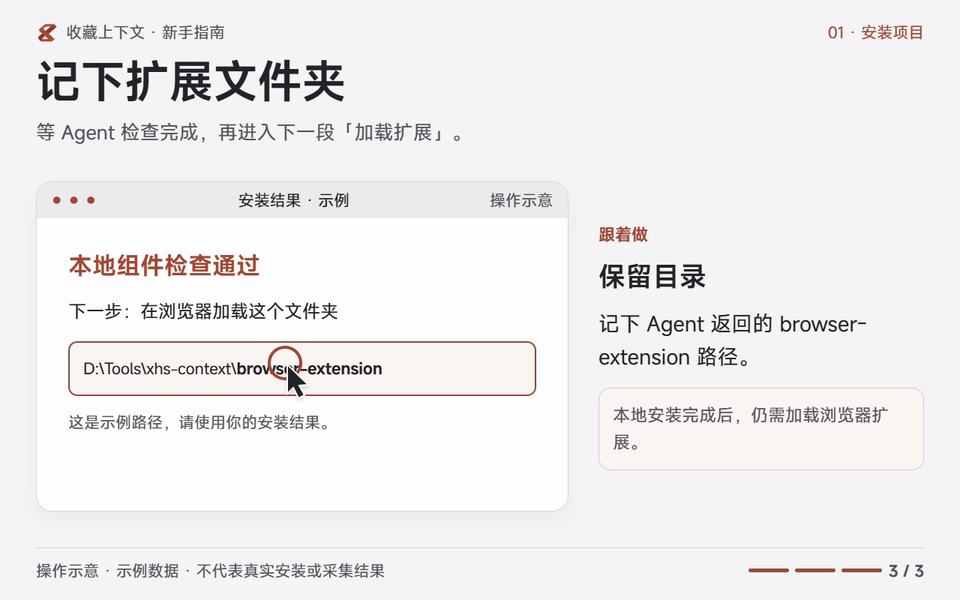 收藏上下文 · 新手指南
01 · 安装项目
记下扩展文件夹
等 Agent 检查完成，再进入下一段「加载扩展」。
安装结果 · 示例
操作示意
本地组件检查通过
下一步：在浏览器加载这个文件夹
D:\Tools\xhs-context\browser-extension
这是示例路径，请使用你的安装结果。
跟着做
保留目录
记下 Agent 返回的 browser-
extension 路径。
本地安装完成后，仍需加载浏览器扩
展。
操作示意 · 示例数据 · 不代表真实安装或采集结果
3 / 3